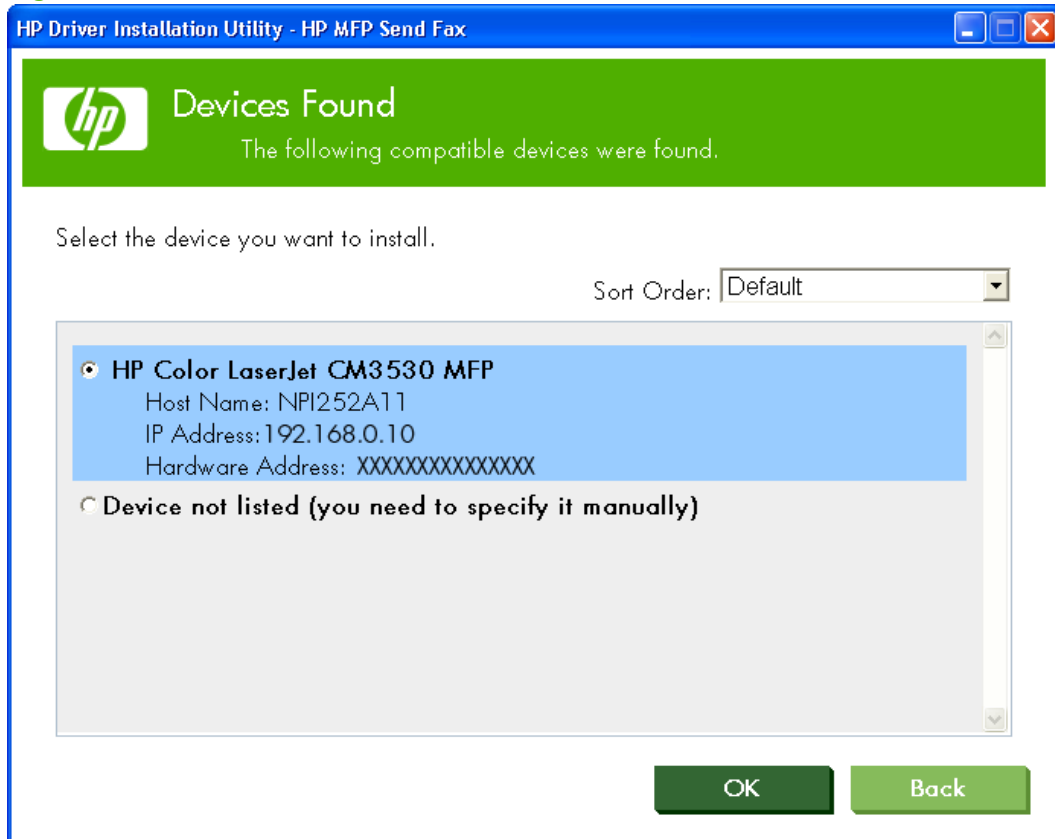 HP Driver Installation Utility - HP MFP Send Fax
hp
Devices Found
The following compatible devices were found.
Select the device you want to install.
Sort Order: Default
HP Color LaserJet CM3530 MFP
Host Name: NPI252A11
IP Address:192.168.0.10
Hardware Address: XXXXXXXXXXXXXXX
Device not listed (you need to specify it manually)
OK Back